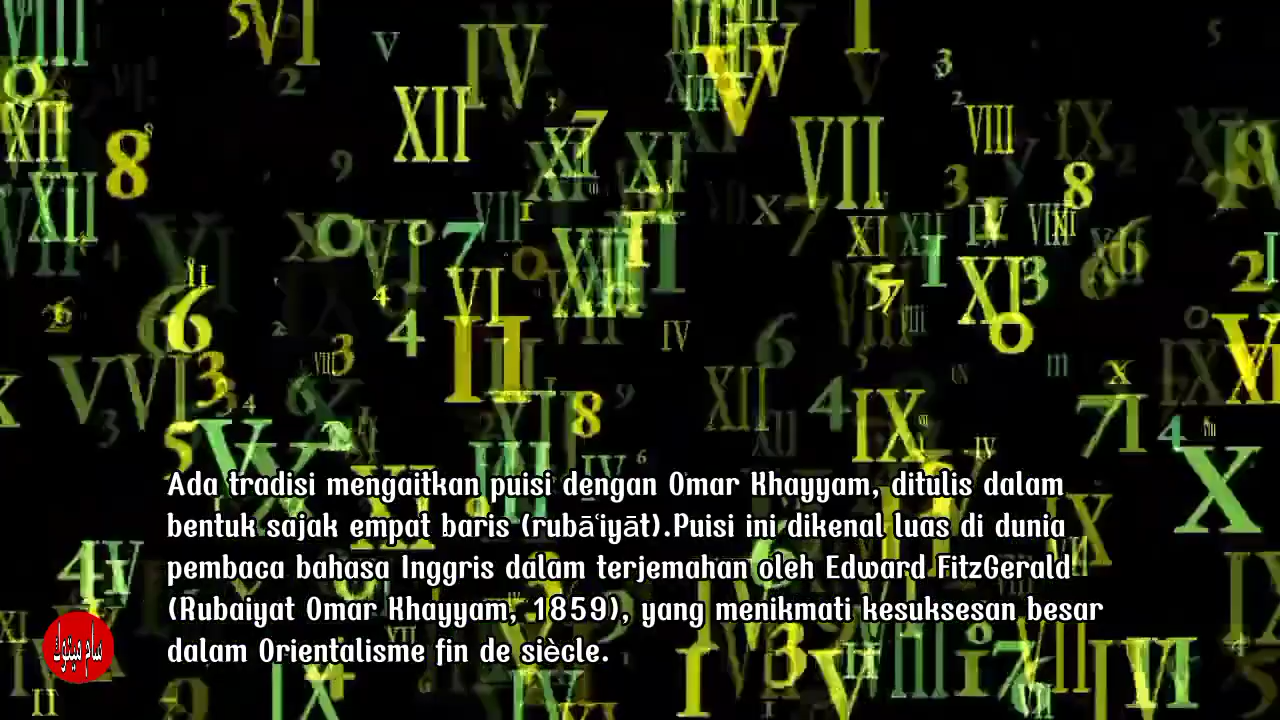 Ada tradisi mengaitkan puisi dengan Omar Khayyam, ditulis dalam
bentuk sajak empat baris (rubāʿiyāt).Puisi ini dikenal luas di dunia
pembaca bahasa Inggris dalam terjemahan oleh Edward FitzGerald
(Rubaiyat Omar Khayyam, 1859), yang menikmati kesuksesan besar
dalam Orientalisme fin de siècle.